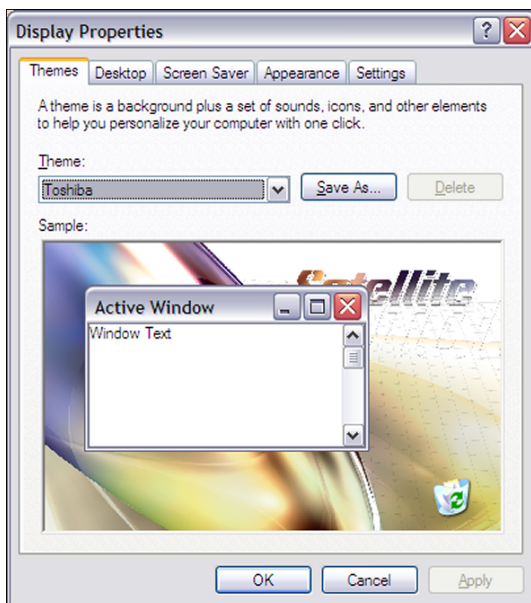 Display Properties
Themes Desktop Screen Saver Appearance Settings
A theme is a background plus a set of sounds, icons, and other elements
to help you personalize your computer with one click.
Theme:
Toshiba Save As... Delete
Sample:
Satellite
Active Window
Window Text
OK Cancel Apply